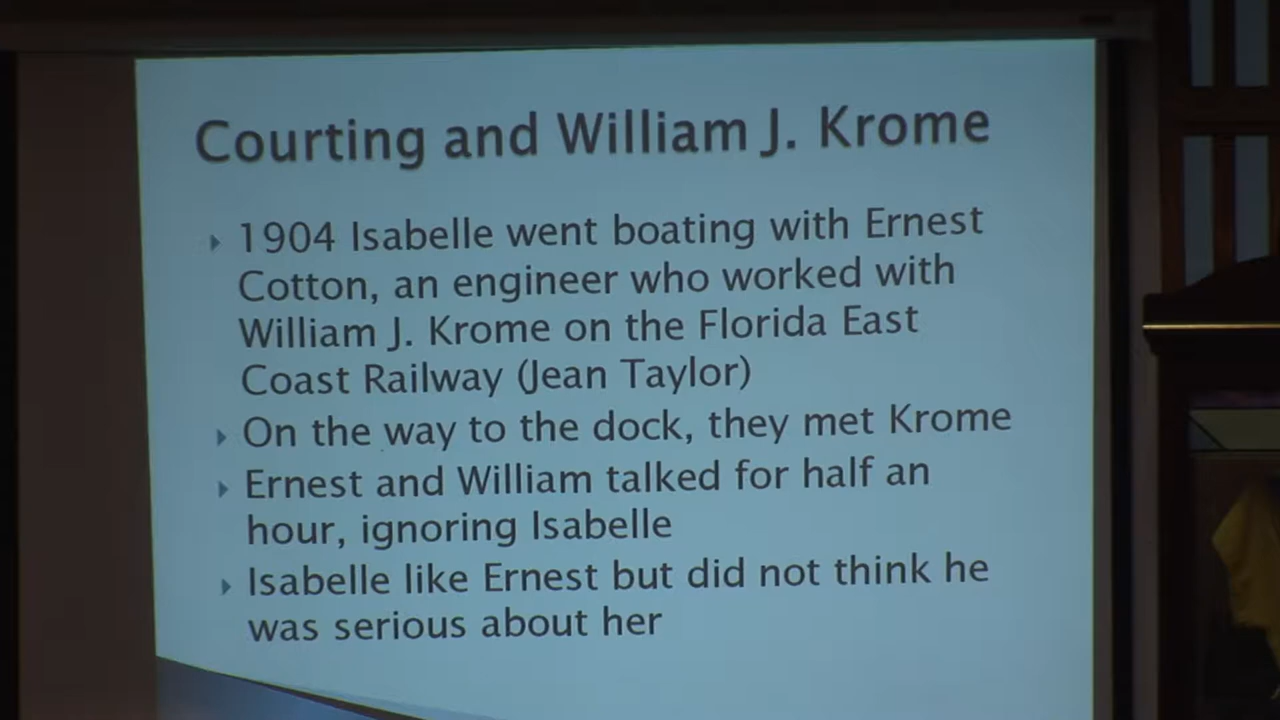 Courting and William J. Krome
1904 Isabelle went boating with Ernest
Cotton, an engineer who worked with
William J. Krome on the Florida East
Coast Railway (Jean Taylor)
On the way to the dock, they met Krome
Ernest and William talked for half an
hour, ignoring Isabelle
Isabelle like Ernest but did not think he
was serious about her